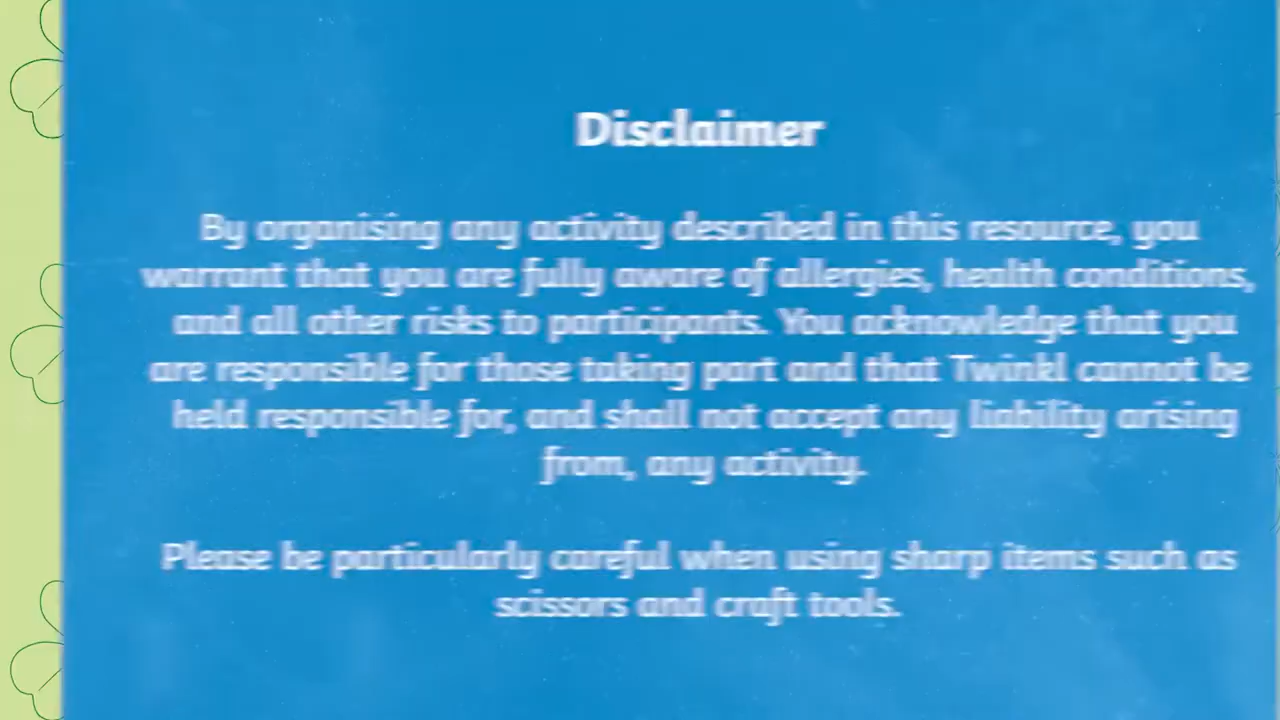 Disclaimer
By organising any activity described in this resource, you
warrant that you are fully aware of allergies, health conditions,
and all other risks to participants. You acknowledge that you
are responsible for those taking part and that Twinkl cannot be
held responsible for, and shall not accept any liability arising
from, any activity.
Please be particularly careful when using sharp items such as
scissors and craft tools.